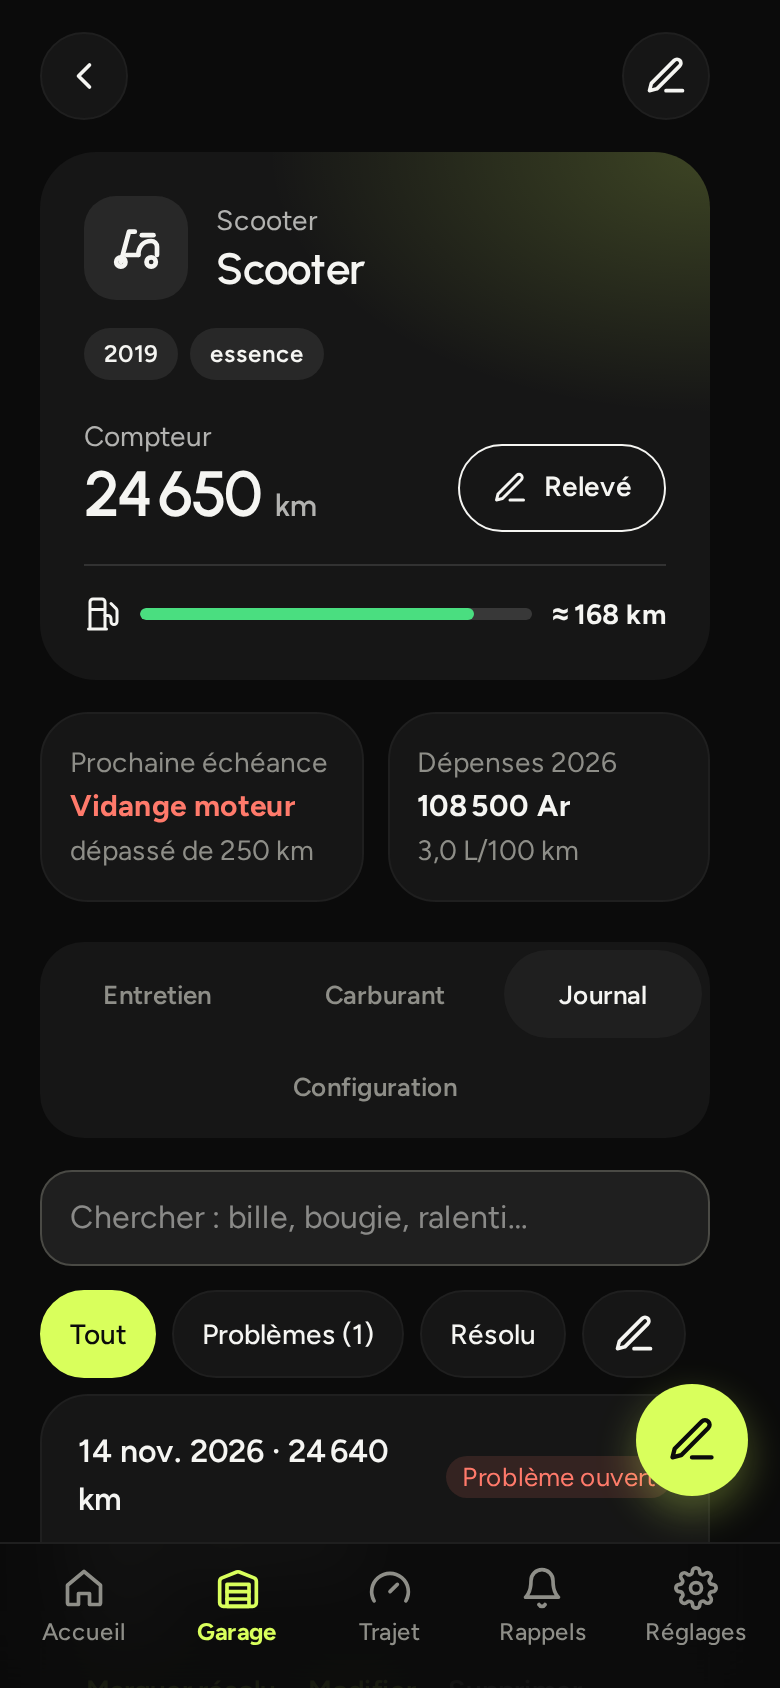 Scooter
Scooter
2019
essence
Compteur
24 650 km
Relevé
≈ 168 km
Prochaine échéance
Vidange moteur
dépassé de 250 km
Dépenses 2026
108 500 Ar
3,0 L/100 km
Entretien
Carburant
Journal
Configuration
Chercher : bille, bougie, ralenti...
Tout
Problèmes (1)
Résolu
14 nov. 2026 · 24 640
km
Problème ouvert
Accueil
Garage
Trajet
Rappels
Réglages